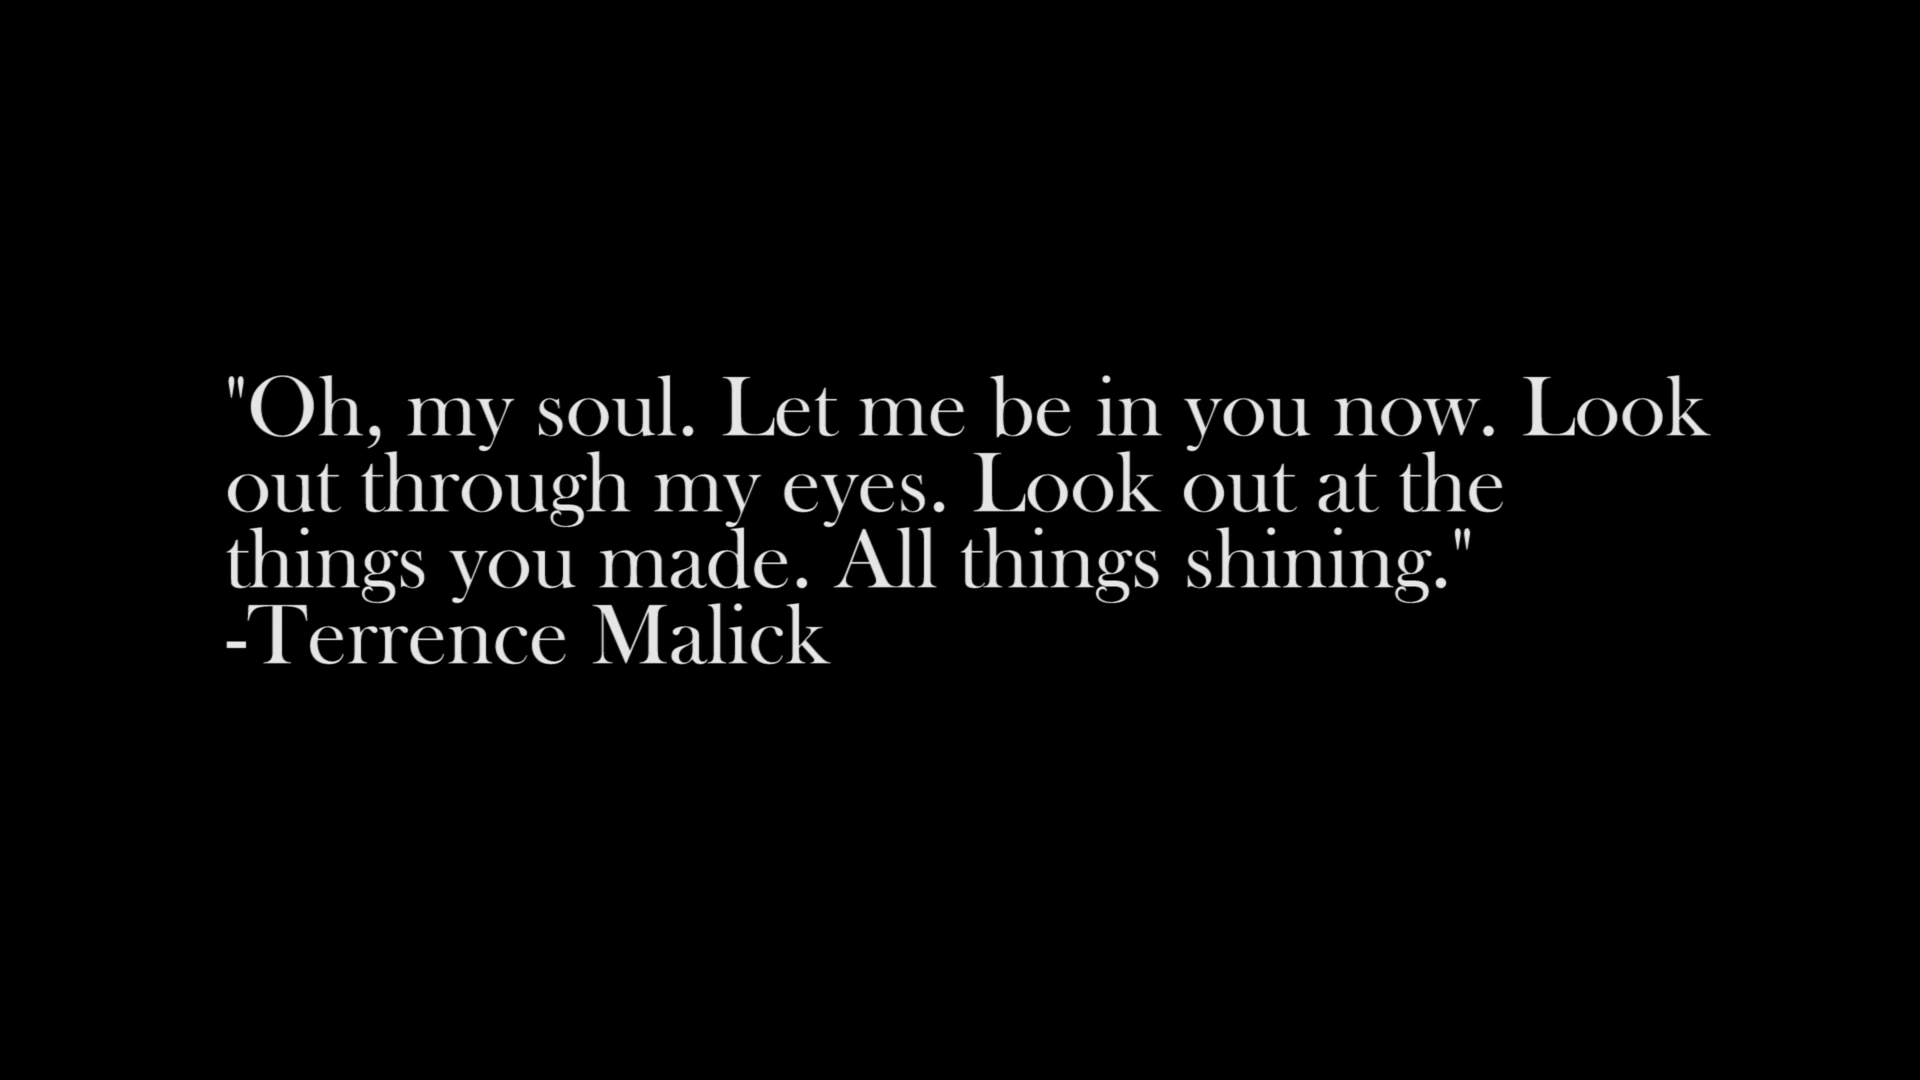 "Oh, my soul. Let me be in you now. Look
out through my eyes. Look out at the
things you made. All things shining."
-Terrence Malick